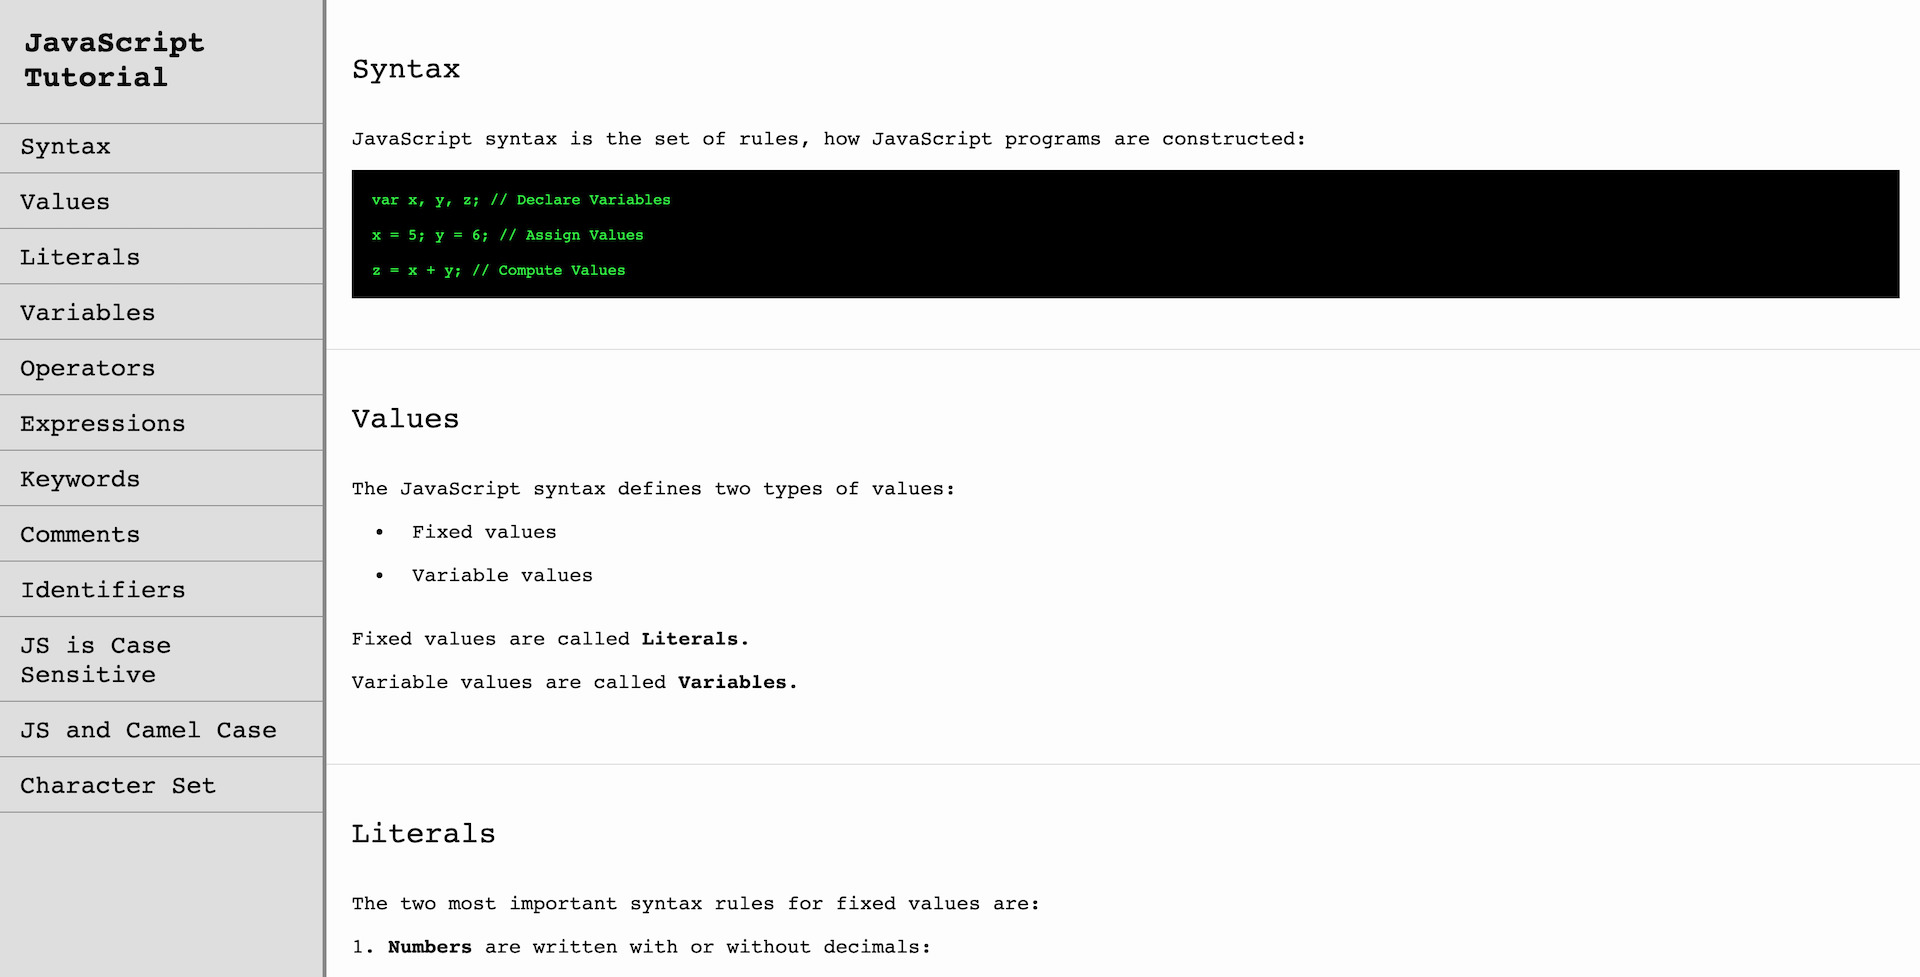 JavaScript
Tutorial
Syntax
Values
Literals
Variables
Operators
Expressions
Keywords
Comments
Identifiers
JS is Case
Sensitive
JS and Camel Case
Character Set
Syntax
JavaScript syntax is the set of rules, how JavaScript programs are constructed:
var x, y, z; // Declare Variables
x = 5; y = 6; // Assign Values
z = x + y; // Compute Values
Values
The JavaScript syntax defines two types of values:
• Fixed values
• Variable values
Fixed values are called Literals.
Variable values are called Variables.
Literals
The two most important syntax rules for fixed values are:
1. Numbers are written with or without decimals: